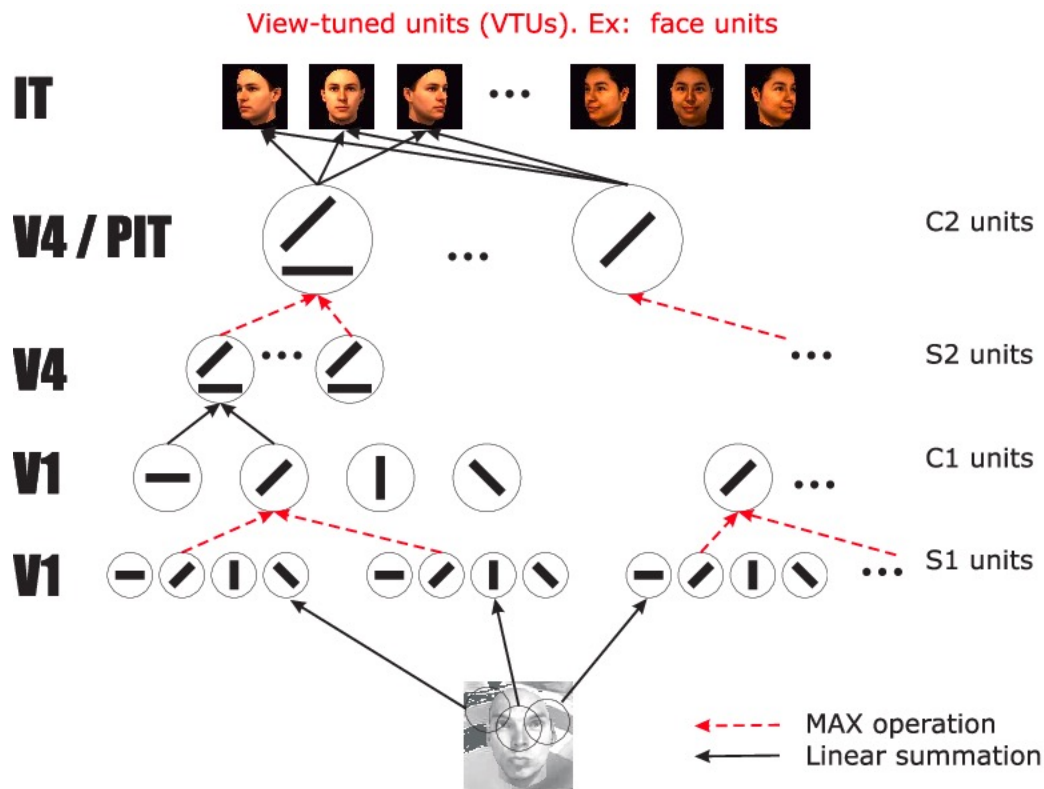 View-tuned units (VTUs). Ex: face units
IT
V4 / PIT
C2 units
V4
S2 units
V1
C1 units
V1
S1 units
MAX operation
Linear summation